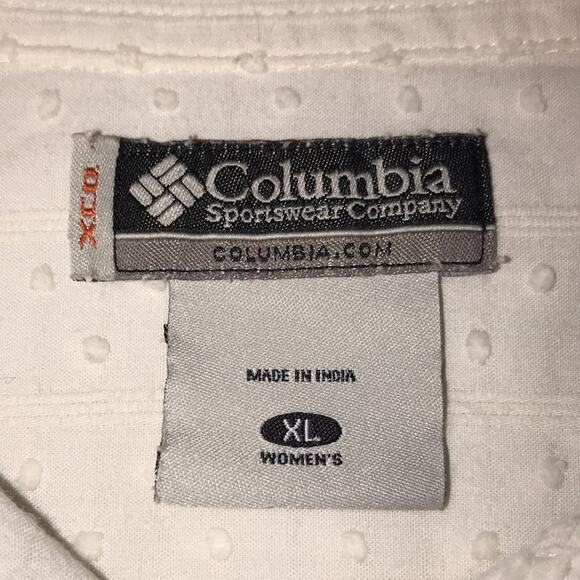 XCO
Columbia
Sportswear Company
COLUMBIA.COM
MADE IN INDIA
XL
WOMEN'S